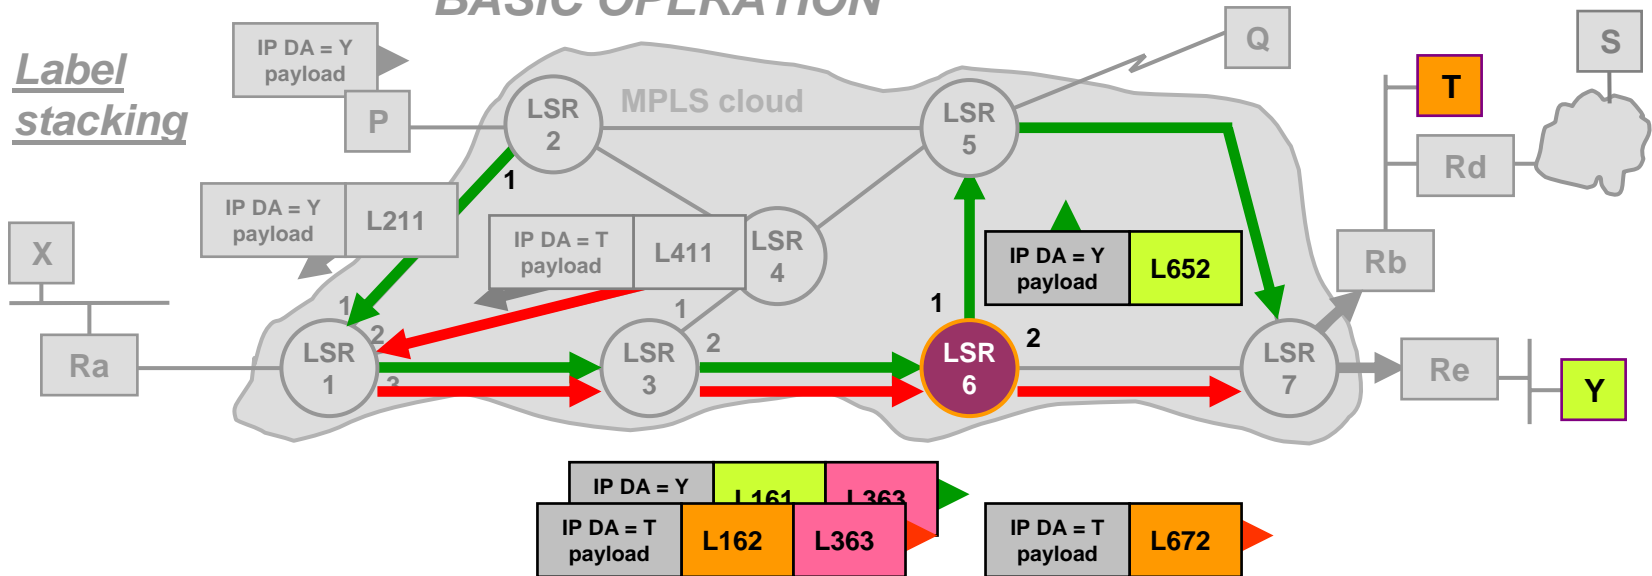 BASIC OPERATION
Label
stacking
IP DA = Y
payload
P
LSR
2
MPLS cloud
LSR
5
Q
T
S
Rd
1
IP DA = Y
payload
L211
IP DA = T
payload
L411
LSR
4
IP DA = Y
payload
L652
Rb
X
Ra
1
2
3
LSR
1
1
2
LSR
3
1
2
LSR
6
LSR
7
Re
Y
IP DA = Y
L161
L363
IP DA = T
payload
L162
L363
IP DA = T
payload
L672